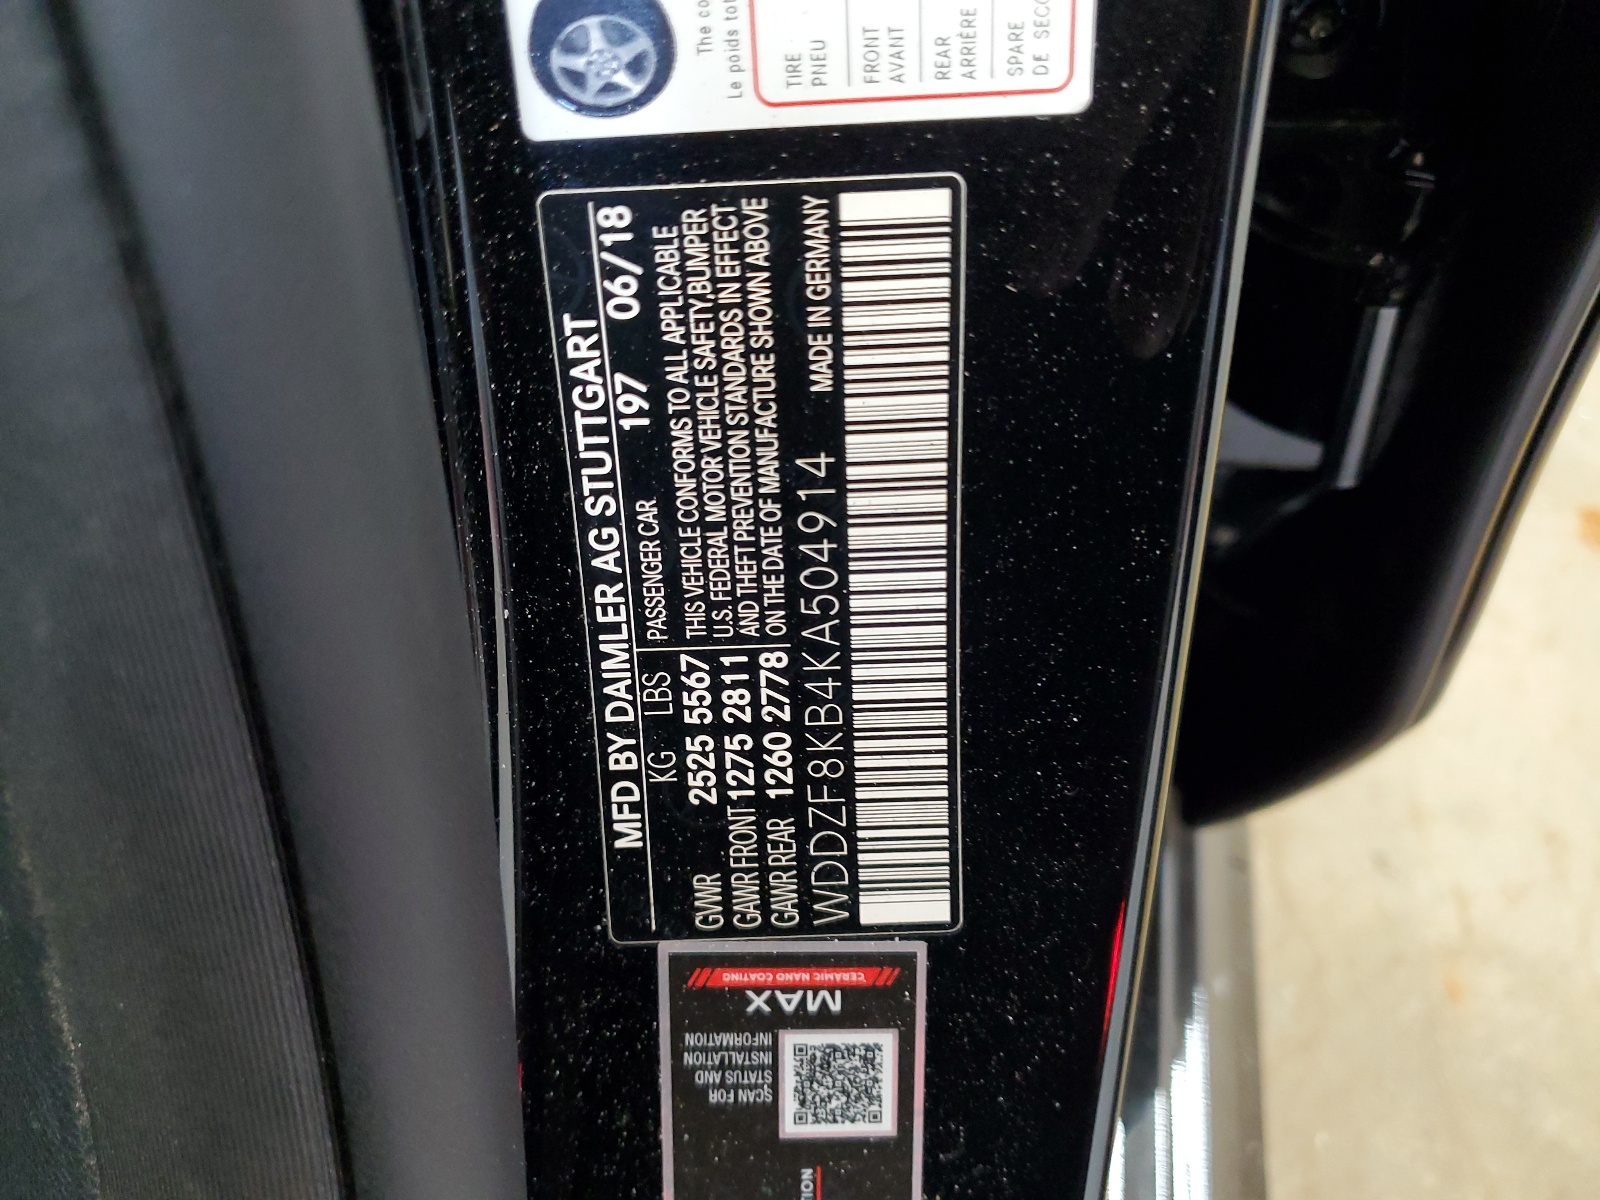 MFD BY DAIMLER AG STUTTGART
KG LBS
PASSENGER CAR 197 06/18
GVWR 2525 5567
GAWR FRONT 1275 2811
GAWR REAR 1260 2778
THIS VEHICLE CONFORMS TO ALL APPLICABLE
U.S. FEDERAL MOTOR VEHICLE SAFETY,BUMPER
AND THEFT PREVENTION STANDARDS IN EFFECT
ON THE DATE OF MANUFACTURE SHOWN ABOVE
WDDZF8KB4KA504914 MADE IN GERMANY
The
Le poids
TIRE
PNEU
FRONT
AVANT
REAR
ARRIÈRE
SPARE
DE
CERAMIC NANO COATING
MAX
SCAN FOR
STATUS AND
INSTALLATION
INFORMATION